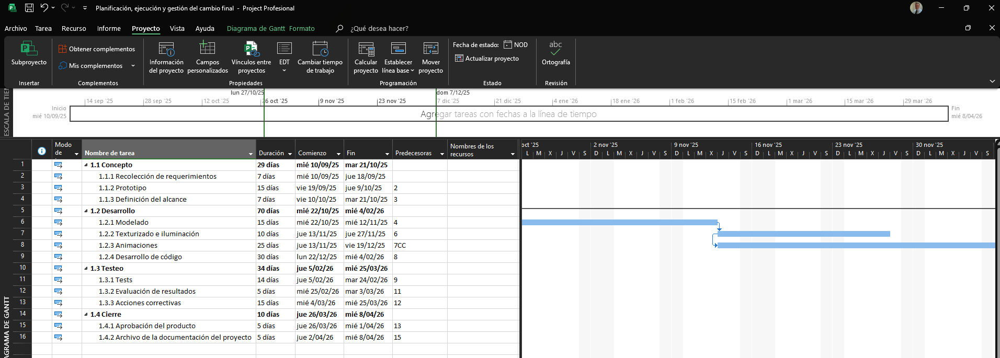 Planificación, ejecución y gestión del cambio final - Project Profesional
Archivo Tarea Recurso Informe Proyecto Vista Ayuda Diagrama de Gantt Formato ¿Qué desea hacer?
Subproyecto
Insertar
Obtener complementos
Mis complementos
Complementos
Información del proyecto
Campos personalizados
Vínculos entre proyectos
EDT
Cambiar tiempo de trabajo
Propiedades
Calcular proyecto
Establecer línea base
Mover proyecto
Programación
Fecha de estado: NOD
Actualizar proyecto
Estado
abc
Ortografía
Revisión
lun 27/10/25 dom 7/12/25
14 sep '25 28 sep '25 12 oct '25 26 oct '25 9 nov '25 23 nov '25 7 dic '25 21 dic '25 4 ene '26 18 ene '26 1 feb '26 15 feb '26 1 mar '26 15 mar '26 29 mar '26
Inicio
mié 10/09/25
Agregar tareas con fechas a la línea de tiempo
Fin
mié 8/04/26
ESCALA DE TIE
Modo de Nombre de tarea Duración Comienzo Fin Predecesoras Nombres de los recursos
oct '25 2 nov '25 9 nov '25 16 nov '25 23 nov '25 30 nov '25
L M X J V S D L M X J V S D L M X J V S D L M X J V S D L M X J V S D L M X J V S
1 1.1 Concepto 29 días mié 10/09/25 mar 21/10/25
2 1.1.1 Recolección de requerimientos 7 días mié 10/09/25 jue 18/09/25
3 1.1.2 Prototipo 15 días vie 19/09/25 jue 9/10/25 2
4 1.1.3 Definición del alcance 7 días vie 10/10/25 mar 21/10/25 3
5 1.2 Desarrollo 70 días mié 22/10/25 mié 4/02/26
6 1.2.1 Modelado 15 días mié 22/10/25 mié 12/11/25 4
7 1.2.2 Texturizado e iluminación 10 días jue 13/11/25 jue 27/11/25 6
8 1.2.3 Animaciones 25 días jue 13/11/25 vie 19/12/25 7CC
9 1.2.4 Desarrollo de código 30 días lun 22/12/25 mié 4/02/26 8
10 1.3 Testeo 34 días jue 5/02/26 mié 25/03/26
11 1.3.1 Tests 14 días jue 5/02/26 mar 24/02/26 9
12 1.3.2 Evaluación de resultados 5 días mié 25/02/26 mar 3/03/26 11
13 1.3.3 Acciones correctivas 15 días mié 4/03/26 mié 25/03/26 12
14 1.4 Cierre 10 días jue 26/03/26 mié 8/04/26
15 1.4.1 Aprobación del producto 5 días jue 26/03/26 mié 1/04/26 13
16 1.4.2 Archivo de la documentación del proyecto 5 días jue 2/04/26 mié 8/04/26 15
AGRAMA DE GANTT